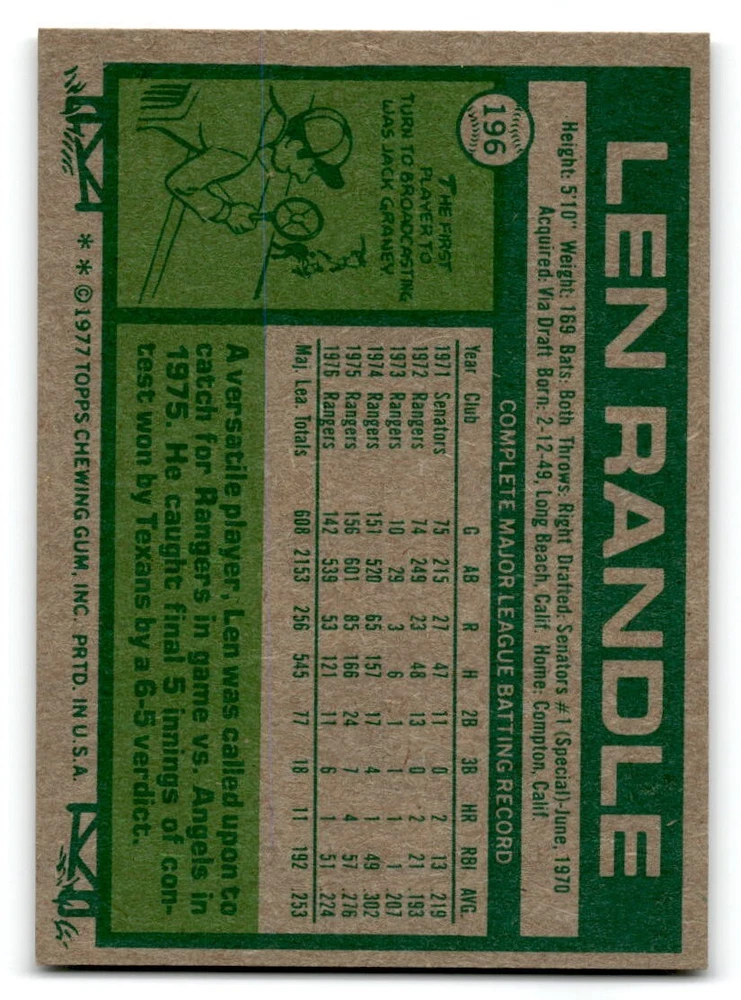 196
LEN RANDLE
Height: 5'10" Weight: 169 Bats: Both Throws: Right Drafted: Senators #1 (Special)-June, 1970
Acquired: Via Draft Born: 2-12-49, Long Beach, Calif. Home: Compton, Calif.
THE FIRST
PLAYER TO
TURN TO BROADCASTING
WAS JACK GRANEY
COMPLETE MAJOR LEAGUE BATTING RECORD
Year Club G AB R H 2B 3B HR RBI AVG.
1971 Senators 75 215 27 47 11 0 2 13 .219
1972 Rangers 74 249 23 48 13 0 2 21 .193
1973 Rangers 10 29 3 6 1 1 1 1 .207
1974 Rangers 151 520 65 157 17 4 1 49 .302
1975 Rangers 156 601 85 166 24 7 4 57 .276
1976 Rangers 142 539 53 121 11 6 1 51 .224
Maj. Lea. Totals 608 2153 256 545 77 18 11 192 .253
A versatile player, Len was called upon to
catch for Rangers in game vs. Angels in
1975. He caught final 5 innings of con-
test won by Texans by a 6-5 verdict.
* * ©1977 TOPPS CHEWING GUM, INC. PRTD. IN U.S.A.